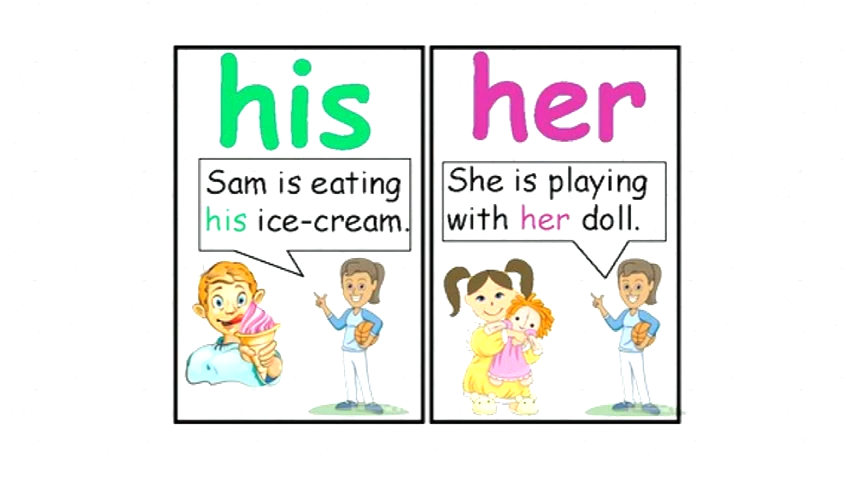 his
Sam is eating
his ice-cream.
her
She is playing
with her doll.